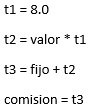 t1 = 8.0
t2 = valor * t1
t3 = fijo + t2
comision = t3